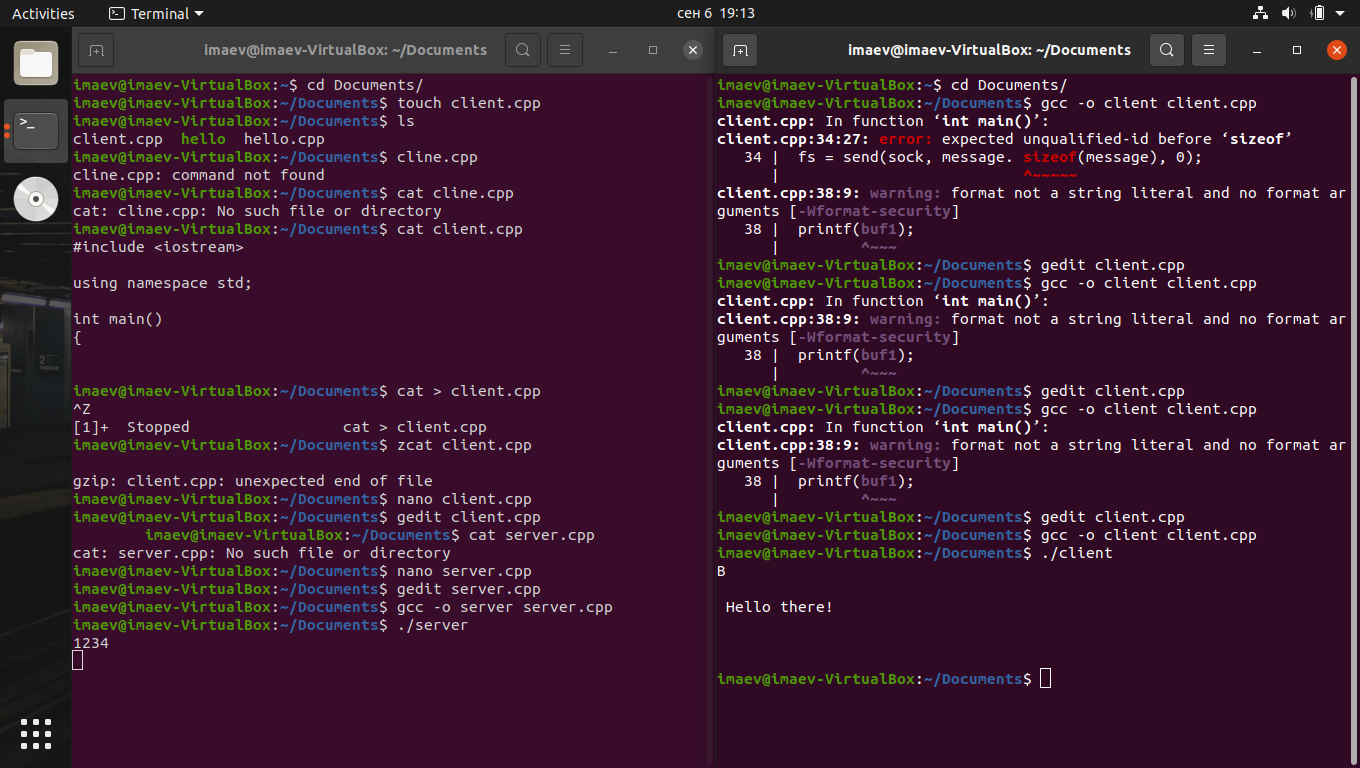 Activities
Terminal
сен 6 19:13
imaev@imaev-VirtualBox: ~/Documents
imaev@imaev-VirtualBox:~$ cd Documents/
imaev@imaev-VirtualBox:~/Documents$ touch client.cpp
imaev@imaev-VirtualBox:~/Documents$ ls
client.cpp  hello  hello.cpp
imaev@imaev-VirtualBox:~/Documents$ cline.cpp
cline.cpp: command not found
imaev@imaev-VirtualBox:~/Documents$ cat cline.cpp
cat: cline.cpp: No such file or directory
imaev@imaev-VirtualBox:~/Documents$ cat client.cpp
#include <iostream>
using namespace std;
int main()
{
imaev@imaev-VirtualBox:~/Documents$ cat > client.cpp
^Z
[1]+  Stopped                 cat > client.cpp
imaev@imaev-VirtualBox:~/Documents$ zcat client.cpp
gzip: client.cpp: unexpected end of file
imaev@imaev-VirtualBox:~/Documents$ nano client.cpp
imaev@imaev-VirtualBox:~/Documents$ gedit client.cpp
imaev@imaev-VirtualBox:~/Documents$ cat server.cpp
cat: server.cpp: No such file or directory
imaev@imaev-VirtualBox:~/Documents$ nano server.cpp
imaev@imaev-VirtualBox:~/Documents$ gedit server.cpp
imaev@imaev-VirtualBox:~/Documents$ gcc -o server server.cpp
imaev@imaev-VirtualBox:~/Documents$ ./server
1234
imaev@imaev-VirtualBox: ~/Documents
imaev@imaev-VirtualBox:~$ cd Documents/
imaev@imaev-VirtualBox:~/Documents$ gcc -o client client.cpp
client.cpp: In function ‘int main()’:
client.cpp:34:27: error: expected unqualified-id before ‘sizeof’
   34 |  fs = send(sock, message. sizeof(message), 0);
      |                           ^~~~~~
client.cpp:38:9: warning: format not a string literal and no format ar
guments [-Wformat-security]
   38 |  printf(buf1);
      |         ^~~~
imaev@imaev-VirtualBox:~/Documents$ gedit client.cpp
imaev@imaev-VirtualBox:~/Documents$ gcc -o client client.cpp
client.cpp: In function ‘int main()’:
client.cpp:38:9: warning: format not a string literal and no format ar
guments [-Wformat-security]
   38 |  printf(buf1);
      |         ^~~~
imaev@imaev-VirtualBox:~/Documents$ gedit client.cpp
imaev@imaev-VirtualBox:~/Documents$ gcc -o client client.cpp
client.cpp: In function ‘int main()’:
client.cpp:38:9: warning: format not a string literal and no format ar
guments [-Wformat-security]
   38 |  printf(buf1);
      |         ^~~~
imaev@imaev-VirtualBox:~/Documents$ gedit client.cpp
imaev@imaev-VirtualBox:~/Documents$ gcc -o client client.cpp
imaev@imaev-VirtualBox:~/Documents$ ./client
B
 Hello there!
imaev@imaev-VirtualBox:~/Documents$